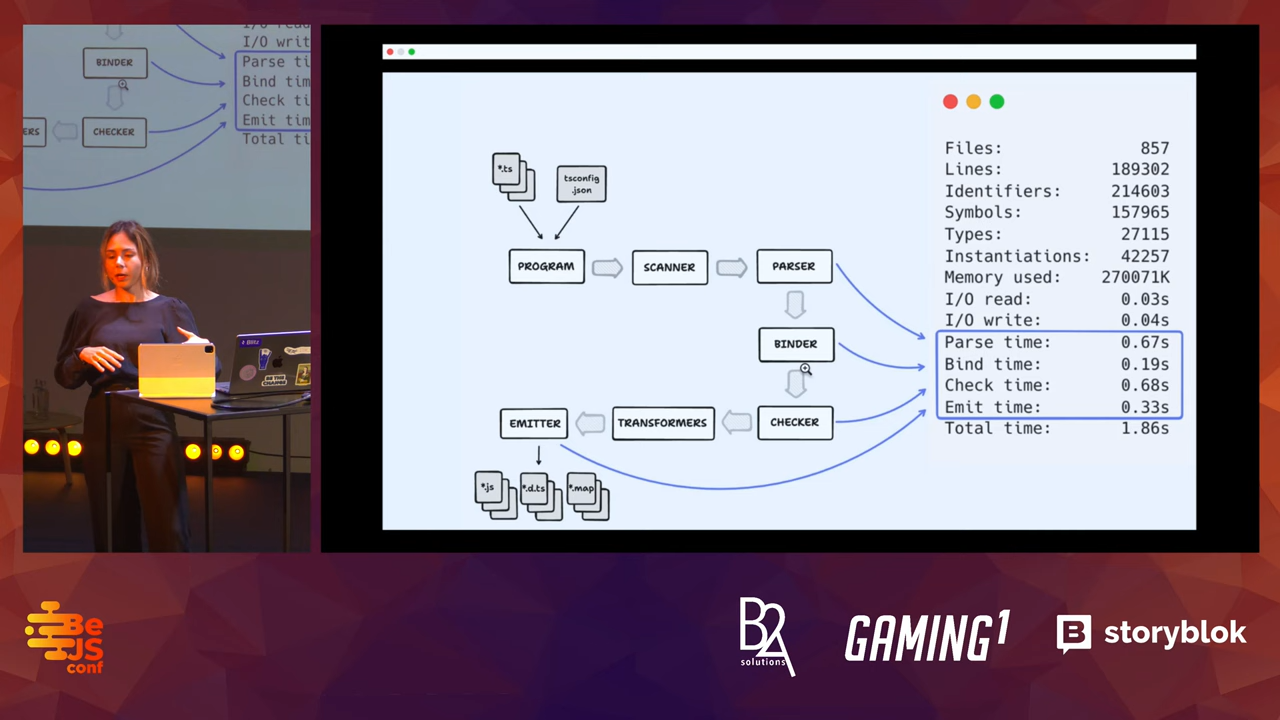 I/O writ
BINDER
Parse ti
Bind tim
Check ti
ERS
CHECKER
Emit ti
Total ti
*.ts
tsconfig
.json
PROGRAM
SCANNER
PARSER
BINDER
EMITTER
TRANSFORMERS
CHECKER
*.js
*.d.ts
*.map
Files: 857
Lines: 189302
Identifiers: 214603
Symbols: 157965
Types: 27115
Instantiations: 42257
Memory used: 270071K
I/O read: 0.03s
I/O write: 0.04s
Parse time: 0.67s
Bind time: 0.19s
Check time: 0.68s
Emit time: 0.33s
Total time: 1.86s
Be
JS
conf
B2
solutions
GAMING1
B storyblok